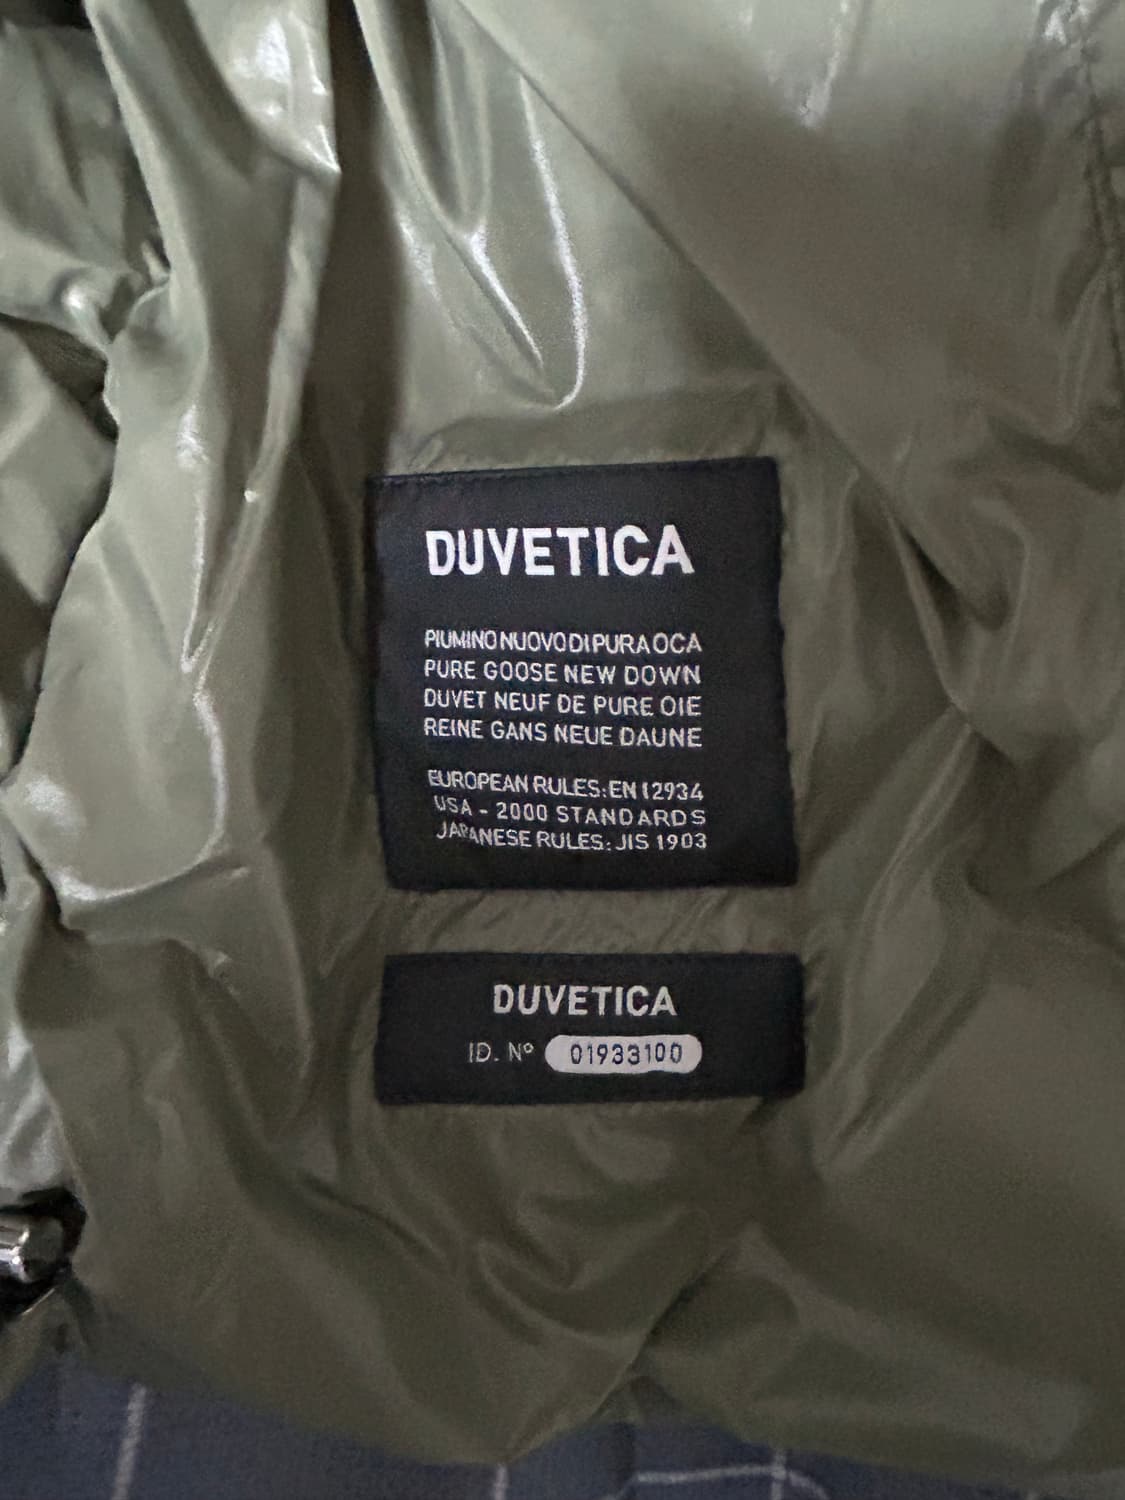 DUVETICA
PIUMINO NUOVO DI PURA OCA
PURE GOOSE NEW DOWN
DUVET NEUF DE PURE OIE
REINE GANS NEUE DAUNE
EUROPEAN RULES: EN 12934
USA - 2000 STANDARDS
JAPANESE RULES: JIS 1903
DUVETICA
ID. Nº 01933100